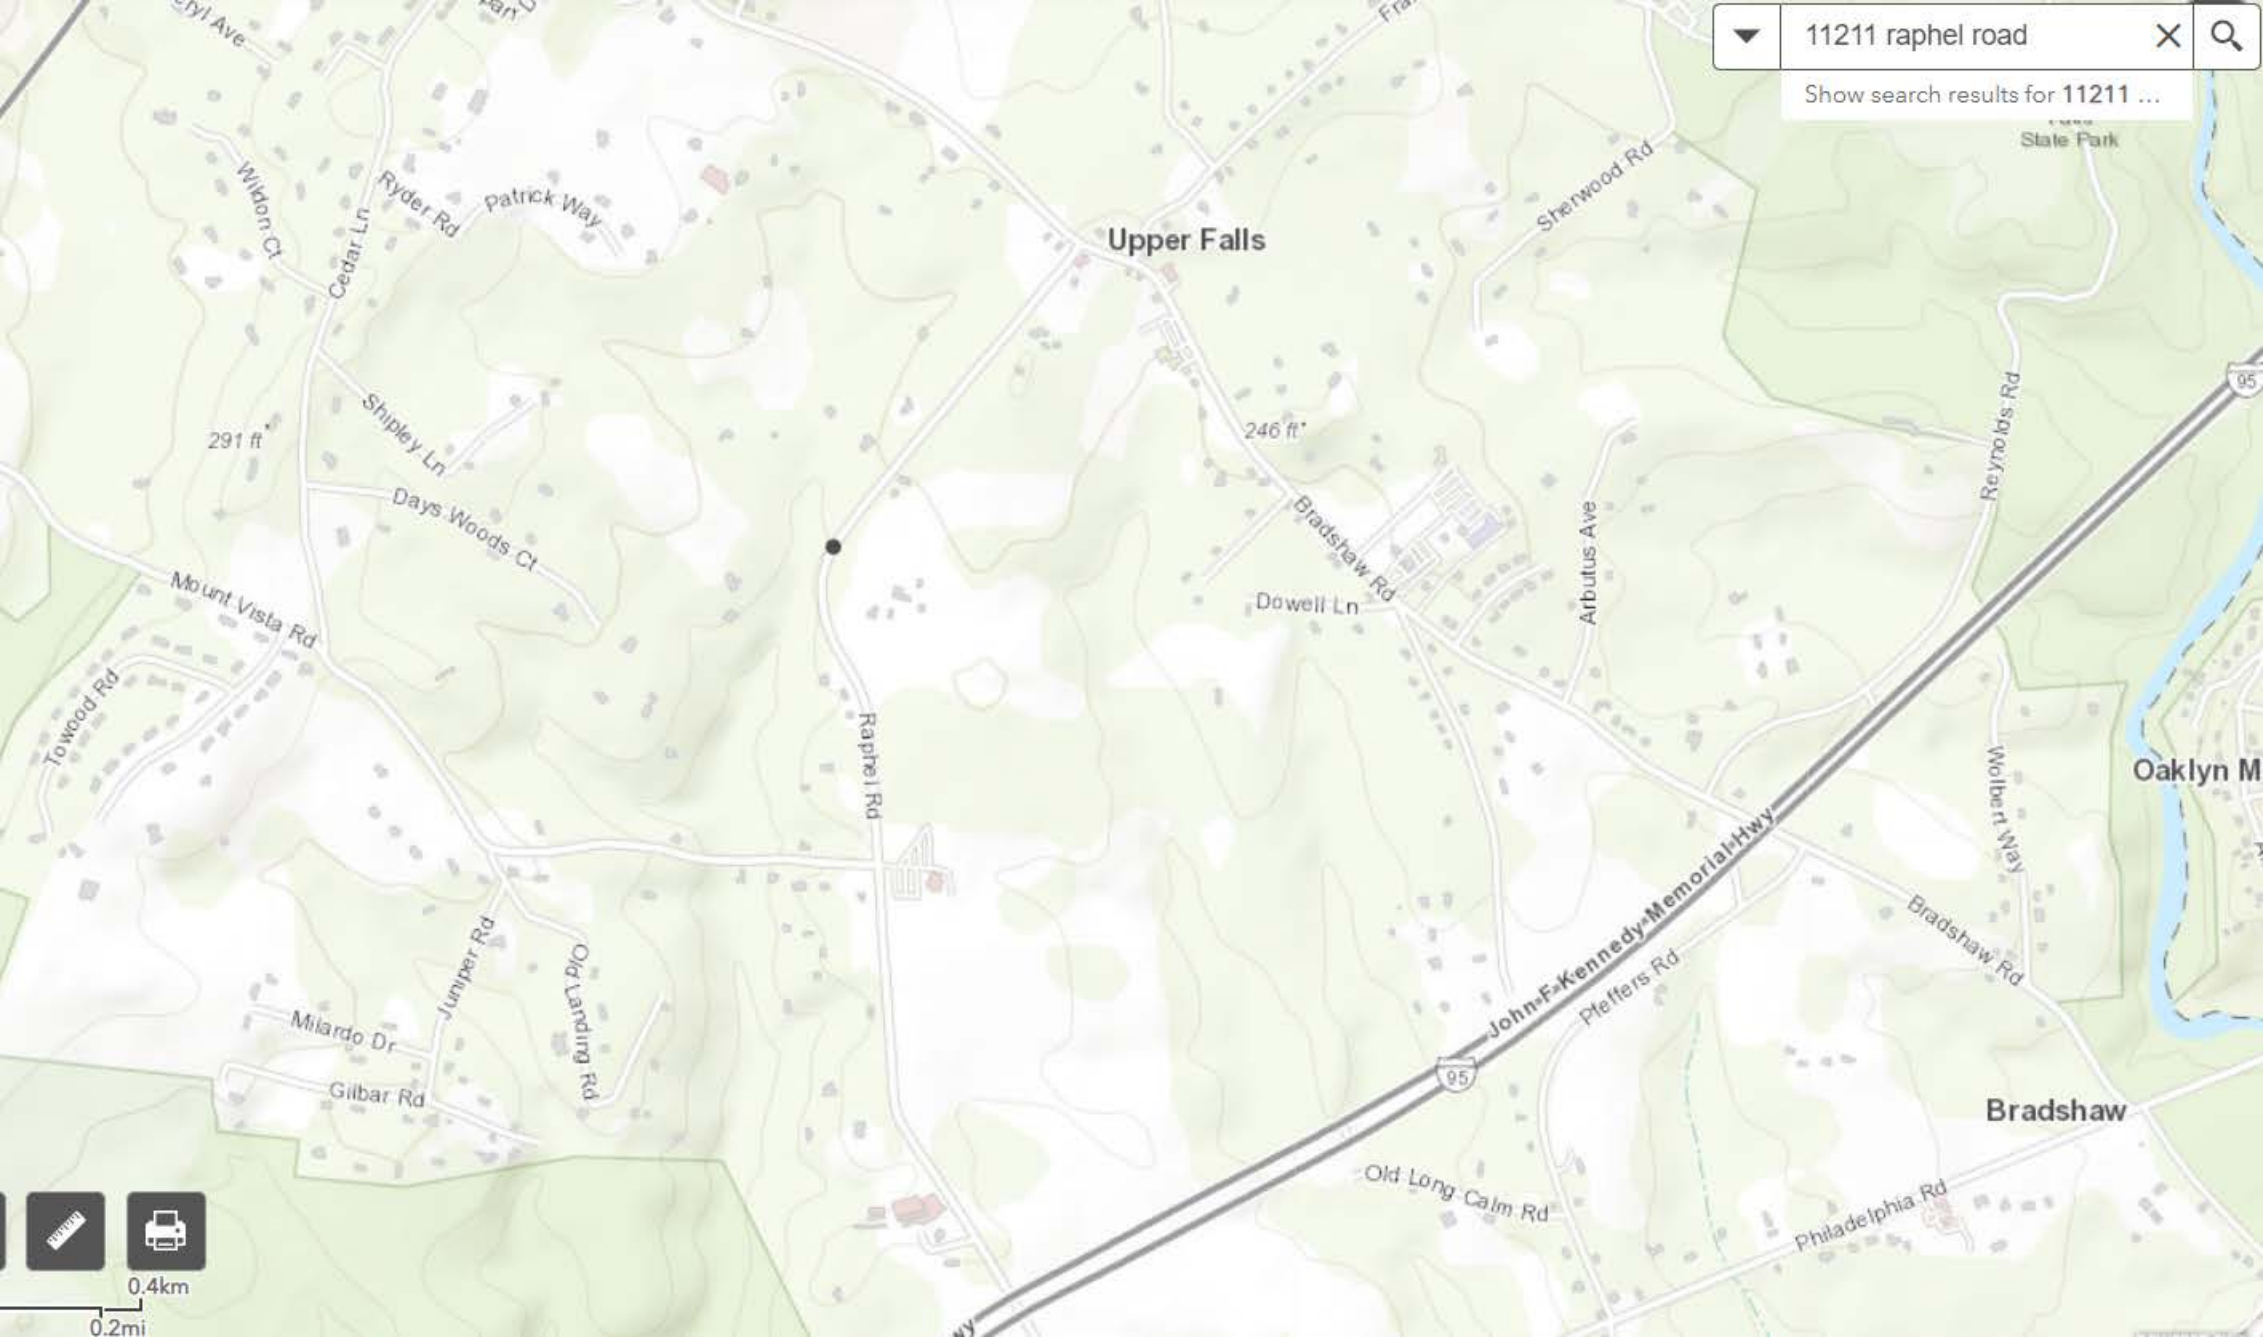 11211 raphel road
Show search results for 11211 ...
State Park
Wildon Ct
Cedar Ln
Ryder Rd
Patrick Way
Upper Falls
Sherwood Rd
95
Reynolds Rd
291 ft
Shipley Ln
246 ft
Days Woods Ct
Bradshaw Rd
Arbutus Ave
Mount Vista Rd
Dowell Ln
Towood Rd
Raphel Rd
Wolbert Way
Oaklyn M
John F Kennedy Memorial Hwy
Bradshaw Rd
Juniper Rd
Old Landing Rd
Pfeffers Rd
Milardo Dr
Gilbar Rd
95
Bradshaw
Old Long Calm Rd
Philadelphia Rd
0.4km
0.2mi
wy